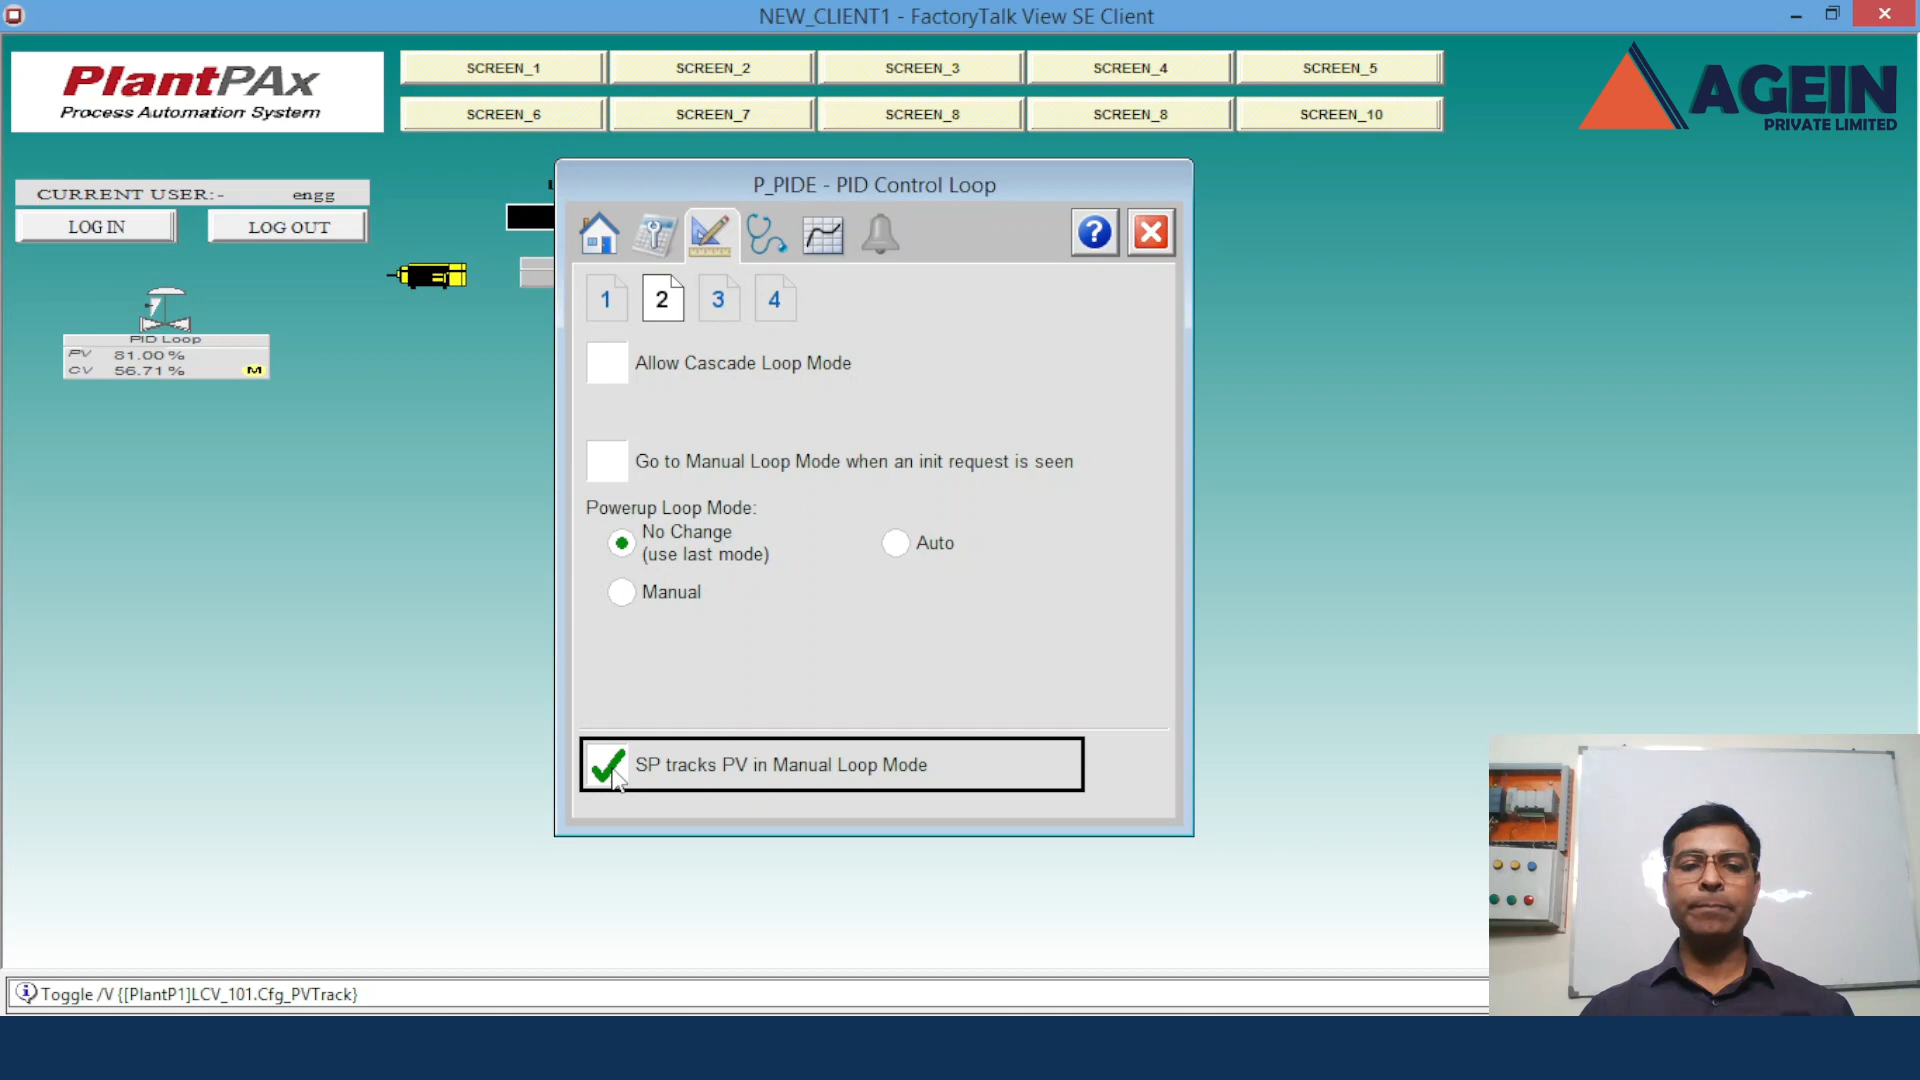 NEW_CLIENT1 - FactoryTalk View SE Client
PlantPAx
Process Automation System
SCREEN_1
SCREEN_2
SCREEN_3
SCREEN_4
SCREEN_5
SCREEN_6
SCREEN_7
SCREEN_8
SCREEN_8
SCREEN_10
AGEIN
PRIVATE LIMITED
CURRENT USER:- engg
LOG IN
LOG OUT
PID Loop
PV 81.00 %
CV 56.71 % M
P_PIDE - PID Control Loop
?
1
2
3
4
Allow Cascade Loop Mode
Go to Manual Loop Mode when an init request is seen
Powerup Loop Mode:
No Change
(use last mode)
Auto
Manual
SP tracks PV in Manual Loop Mode
Toggle /V {[PlantP1]LCV_101.Cfg_PVTrack}